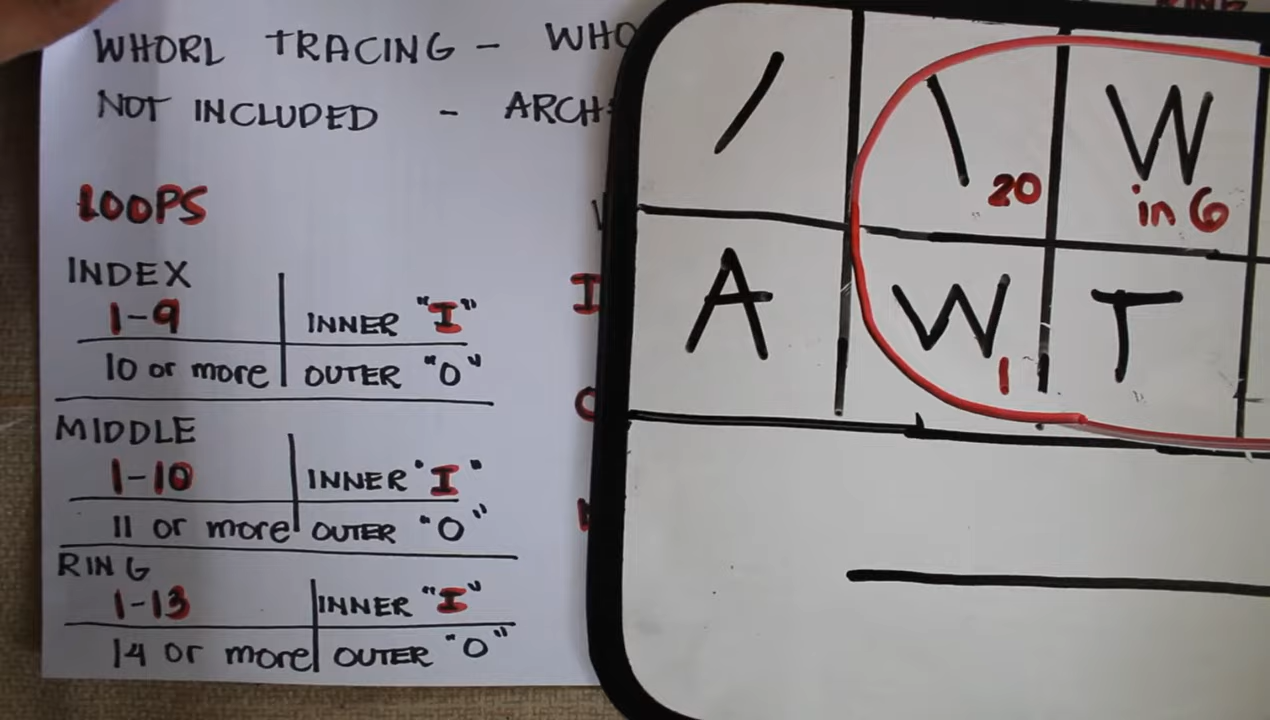 WHORL TRACING - WHO
NOT INCLUDED - ARCH
LOOPS
INDEX
1-9 INNER "I"
10 or more OUTER "O"
MIDDLE
1-10 INNER "I"
11 or more OUTER "O"
RING
1-13 INNER "I"
14 or more OUTER "O"
/ \ W
20 in 6
A W T
1